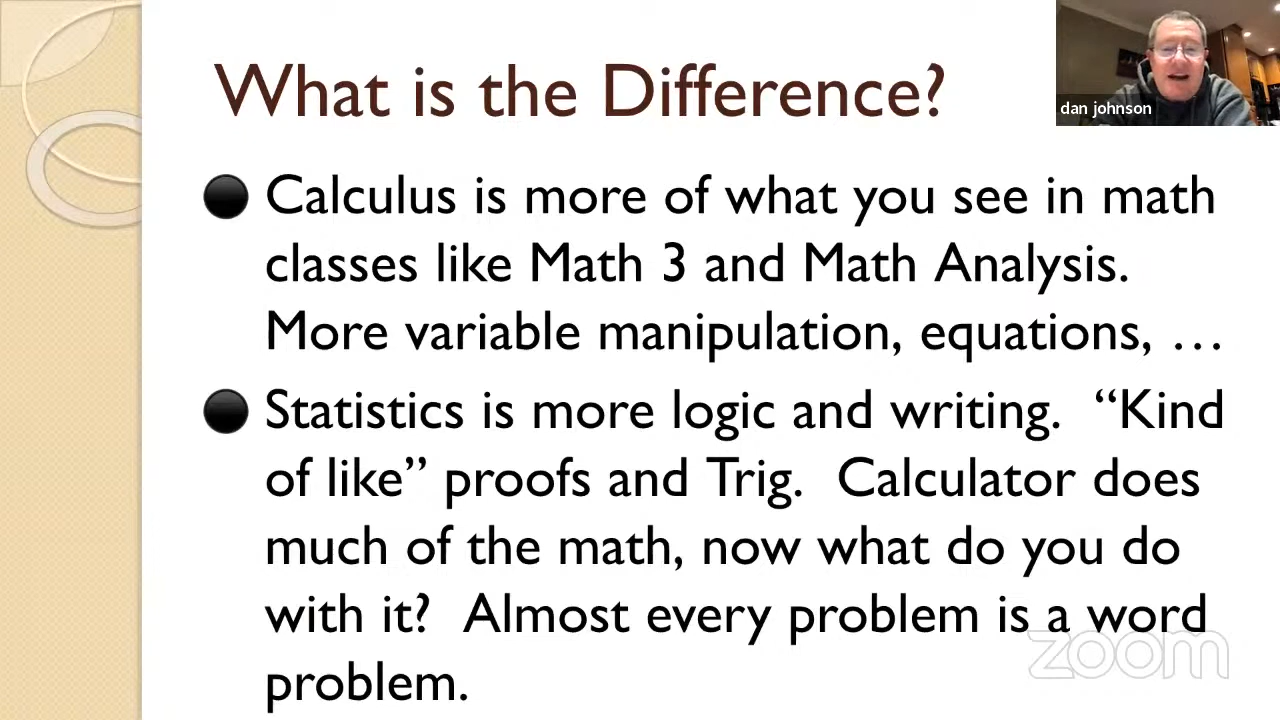 What is the Difference?
dan johnson
Calculus is more of what you see in math
classes like Math 3 and Math Analysis.
More variable manipulation, equations, …
Statistics is more logic and writing.  “Kind
of like” proofs and Trig.  Calculator does
much of the math, now what do you do
with it?  Almost every problem is a word
problem.
zoom